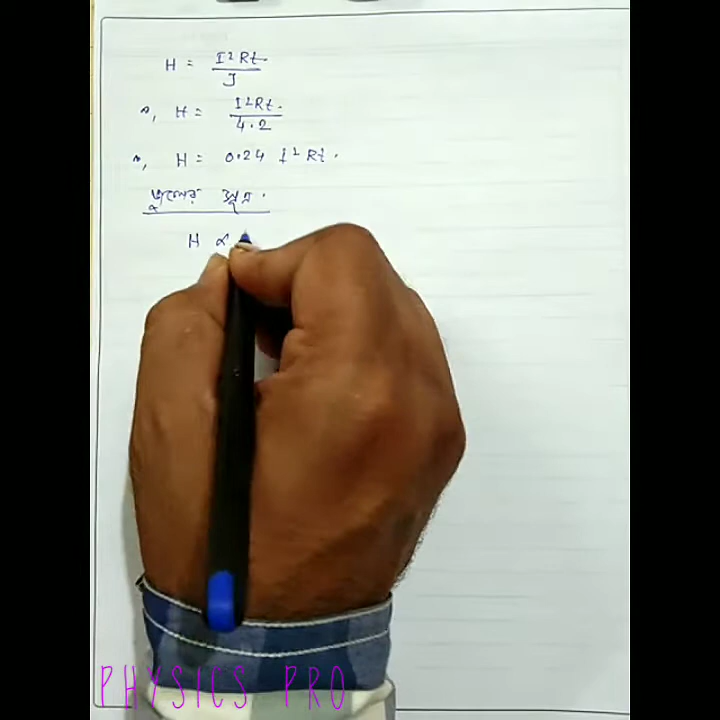 H = I²Rt / J
বা, H = I²Rt / 4.2
বা, H = 0.24 I²Rt.
জুলের সূত্র.
H ∝
PHYSICS PRO